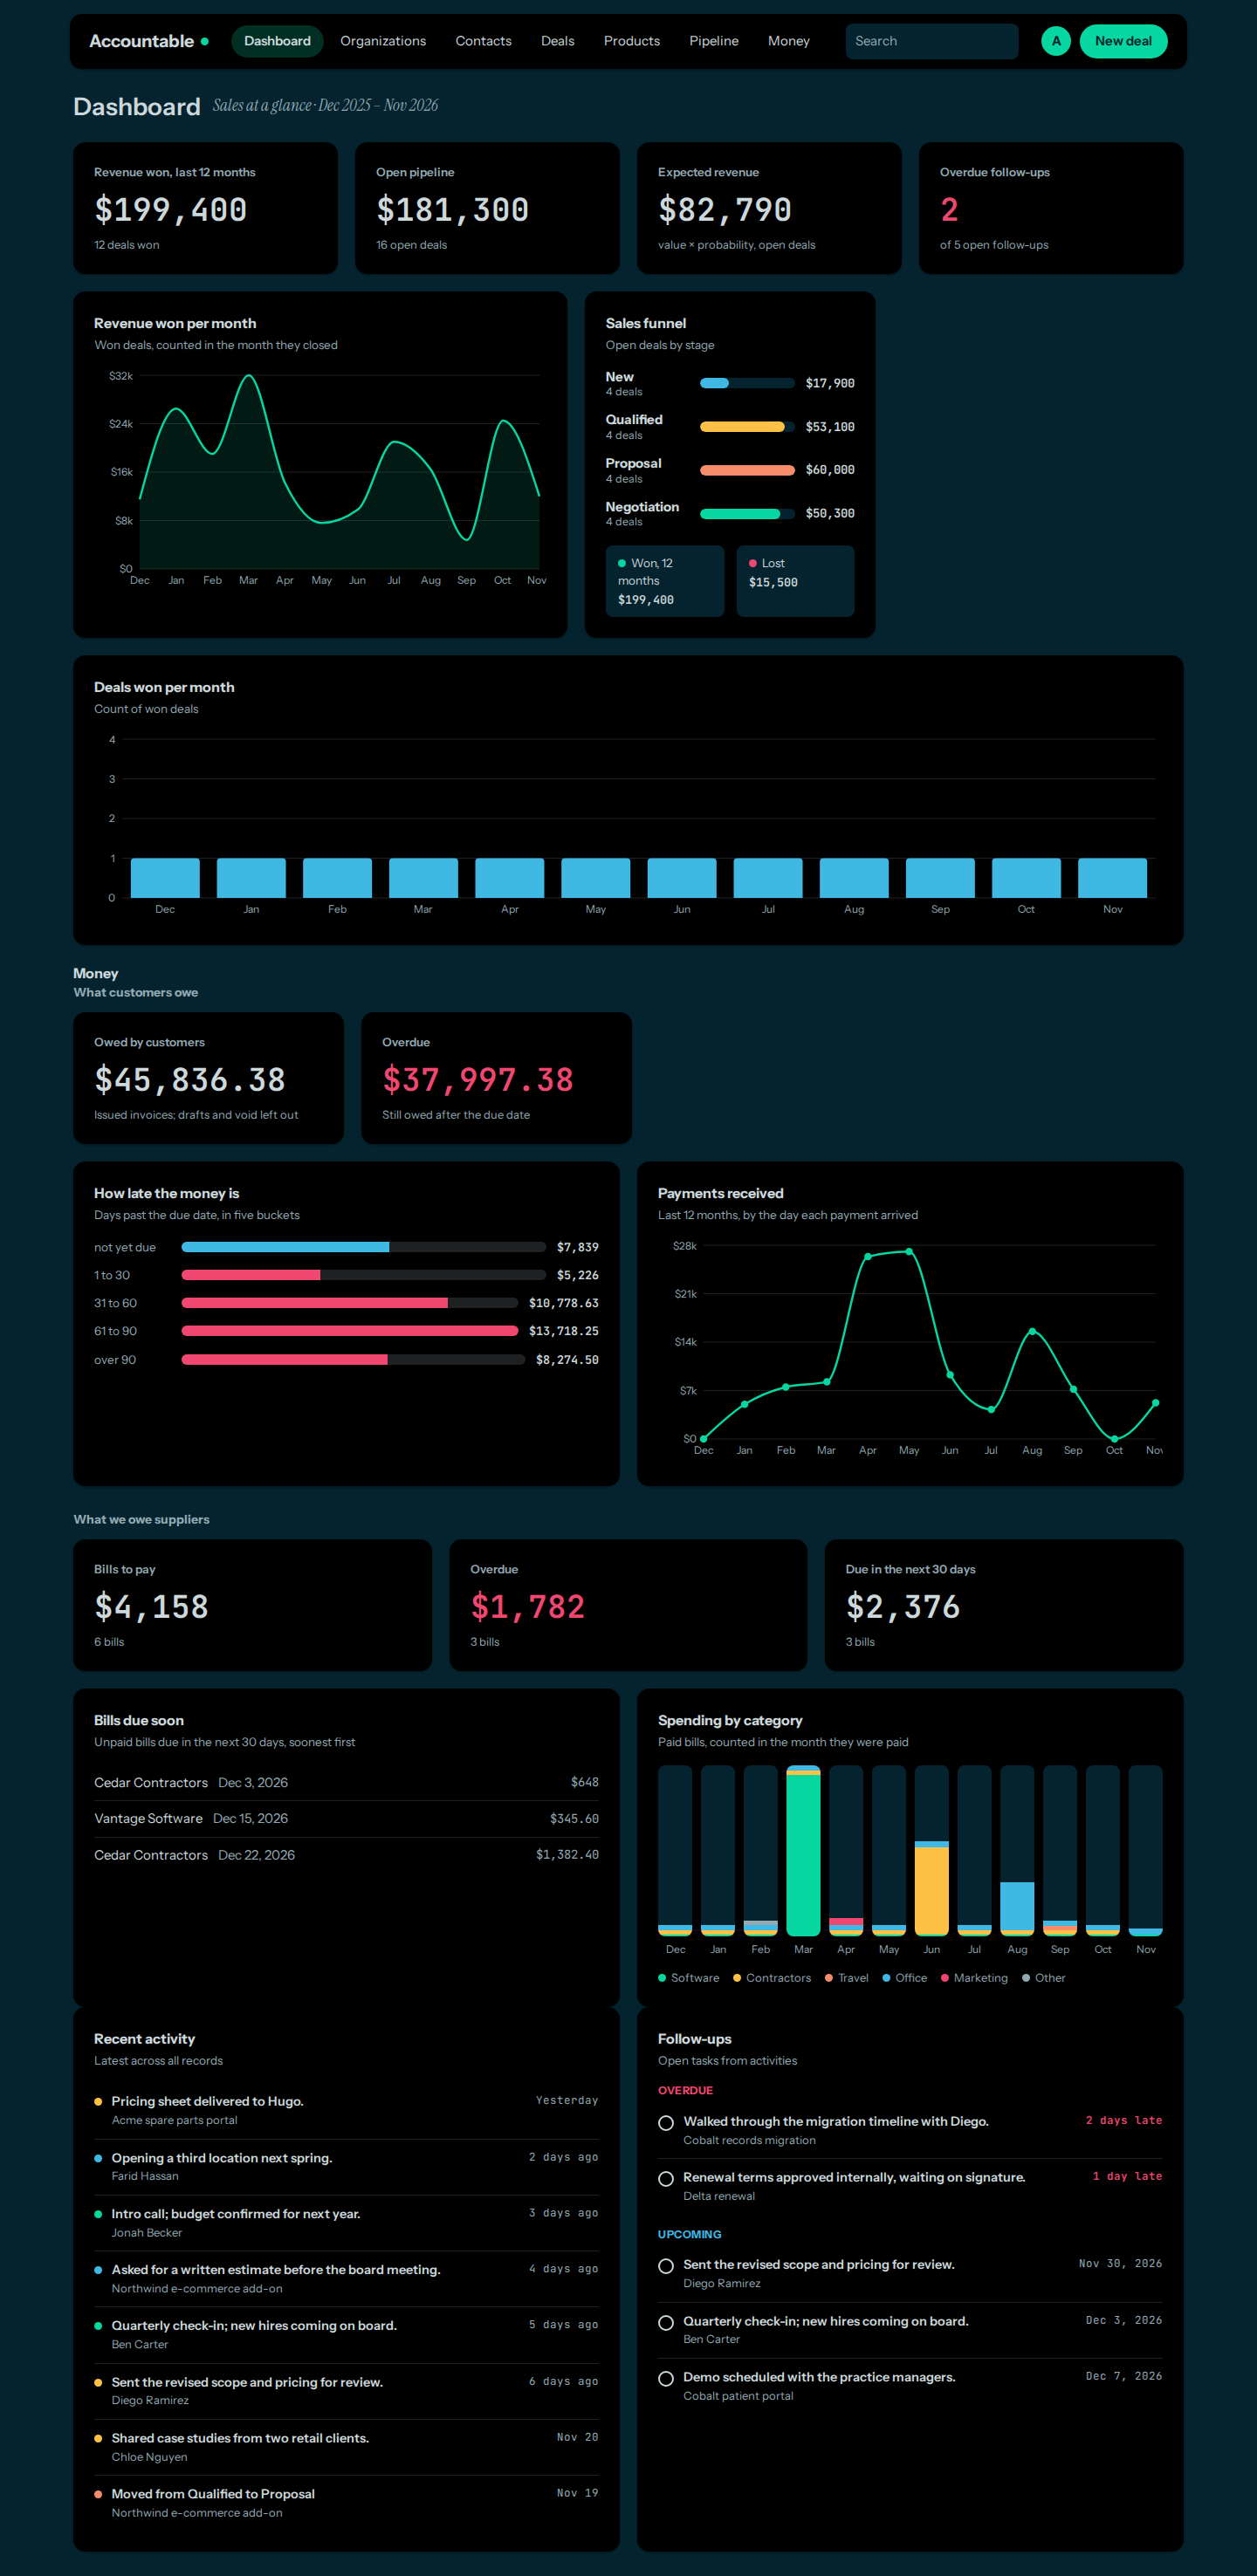 Accountable
Dashboard
Organizations
Contacts
Deals
Products
Pipeline
Money
Search
A
New deal
Dashboard
Sales at a glance · Dec 2025 – Nov 2026
Revenue won, last 12 months
$199,400
12 deals won
Open pipeline
$181,300
16 open deals
Expected revenue
$82,790
value × probability, open deals
Overdue follow-ups
2
of 5 open follow-ups
Revenue won per month
Won deals, counted in the month they closed
$32k
$24k
$16k
$8k
$0
Dec Jan Feb Mar Apr May Jun Jul Aug Sep Oct Nov
Sales funnel
Open deals by stage
New
4 deals
$17,900
Qualified
4 deals
$53,100
Proposal
4 deals
$60,000
Negotiation
4 deals
$50,300
Won, 12
months
$199,400
Lost
$15,500
Deals won per month
Count of won deals
4
3
2
1
0
Dec Jan Feb Mar Apr May Jun Jul Aug Sep Oct Nov
Money
What customers owe
Owed by customers
$45,836.38
Issued invoices; drafts and void left out
Overdue
$37,997.38
Still owed after the due date
How late the money is
Days past the due date, in five buckets
not yet due $7,839
1 to 30 $5,226
31 to 60 $10,778.63
61 to 90 $13,718.25
over 90 $8,274.50
Payments received
Last 12 months, by the day each payment arrived
$28k
$21k
$14k
$7k
$0
Dec Jan Feb Mar Apr May Jun Jul Aug Sep Oct Nov
What we owe suppliers
Bills to pay
$4,158
6 bills
Overdue
$1,782
3 bills
Due in the next 30 days
$2,376
3 bills
Bills due soon
Unpaid bills due in the next 30 days, soonest first
Cedar Contractors Dec 3, 2026 $648
Vantage Software Dec 15, 2026 $345.60
Cedar Contractors Dec 22, 2026 $1,382.40
Spending by category
Paid bills, counted in the month they were paid
Dec Jan Feb Mar Apr May Jun Jul Aug Sep Oct Nov
Software Contractors Travel Office Marketing Other
Recent activity
Latest across all records
Pricing sheet delivered to Hugo. Yesterday
Acme spare parts portal
Opening a third location next spring. 2 days ago
Farid Hassan
Intro call; budget confirmed for next year. 3 days ago
Jonah Becker
Asked for a written estimate before the board meeting. 4 days ago
Northwind e-commerce add-on
Quarterly check-in; new hires coming on board. 5 days ago
Ben Carter
Sent the revised scope and pricing for review. 6 days ago
Diego Ramirez
Shared case studies from two retail clients. Nov 20
Chloe Nguyen
Moved from Qualified to Proposal Nov 19
Northwind e-commerce add-on
Follow-ups
Open tasks from activities
OVERDUE
Walked through the migration timeline with Diego. 2 days late
Cobalt records migration
Renewal terms approved internally, waiting on signature. 1 day late
Delta renewal
UPCOMING
Sent the revised scope and pricing for review. Nov 30, 2026
Diego Ramirez
Quarterly check-in; new hires coming on board. Dec 3, 2026
Ben Carter
Demo scheduled with the practice managers. Dec 7, 2026
Cobalt patient portal